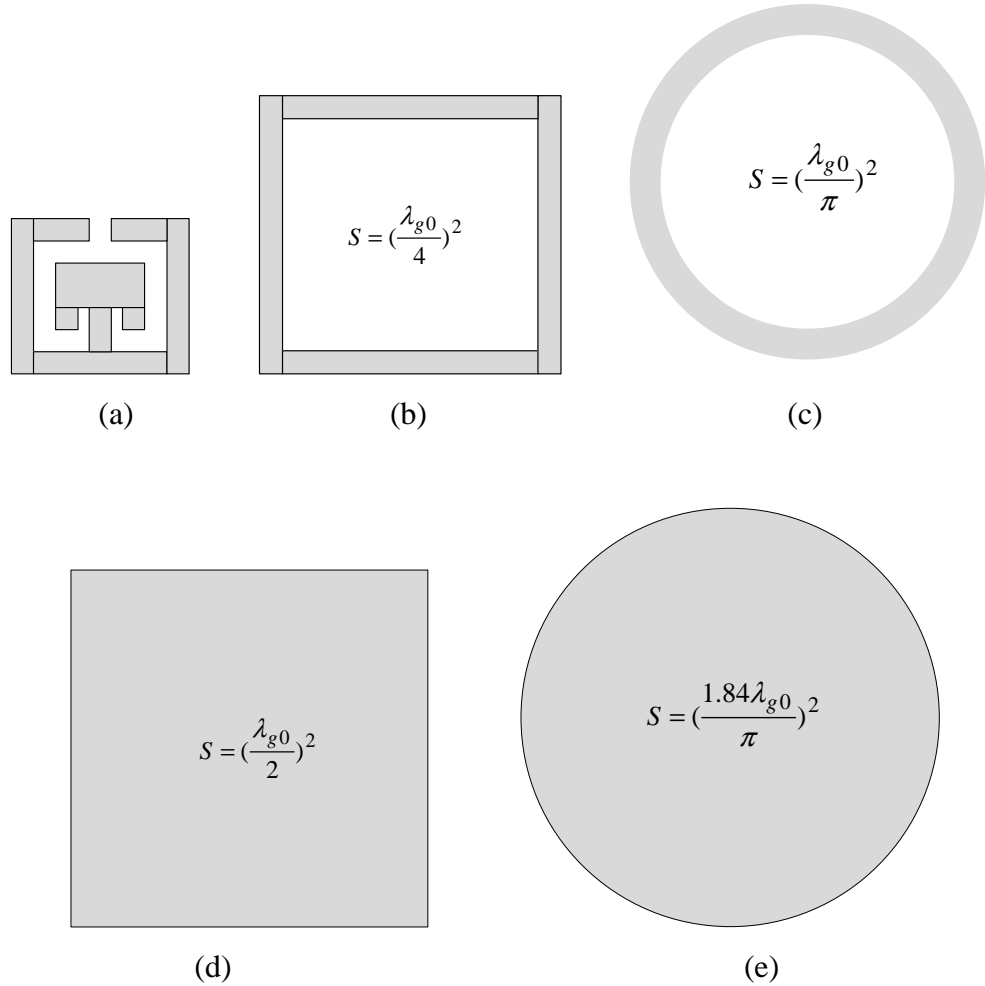 S = (λg0/π)²
S = (λg0/4)²
(a)
(b)
(c)
S = (λg0/2)²
S = (1.84λg0/π)²
(d)
(e)